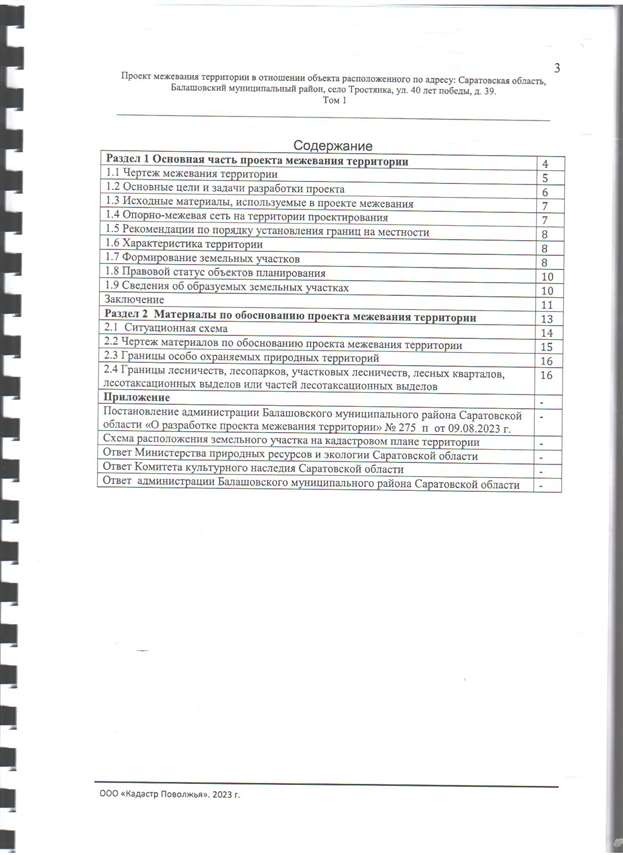 3
Проект межевания территории в отношении объекта расположенного по адресу: Саратовская область,
Балашовский муниципальный район, село Тростянка, ул. 40 лет победы, д. 39.
Том 1
Содержание
Раздел 1 Основная часть проекта межевания территории 4
1.1 Чертеж межевания территории 5
1.2 Основные цели и задачи разработки проекта 6
1.3 Исходные материалы, используемые в проекте межевания 7
1.4 Опорно-межевая сеть на территории проектирования 7
1.5 Рекомендации по порядку установления границ на местности 8
1.6 Характеристика территории 8
1.7 Формирование земельных участков 8
1.8 Правовой статус объектов планирования 10
1.9 Сведения об образуемых земельных участках 10
Заключение 11
Раздел 2 Материалы по обоснованию проекта межевания территории 13
2.1 Ситуационная схема 14
2.2 Чертеж материалов по обоснованию проекта межевания территории 15
2.3 Границы особо охраняемых природных территорий 16
2.4 Границы лесничеств, лесопарков, участковых лесничеств, лесных кварталов, 16
лесотаксационных выделов или частей лесотаксационных выделов
Приложение -
Постановление администрации Балашовского муниципального района Саратовской -
области «О разработке проекта межевания территории» № 275 п от 09.08.2023 г.
Схема расположения земельного участка на кадастровом плане территории -
Ответ Министерства природных ресурсов и экологии Саратовской области -
Ответ Комитета культурного наследия Саратовской области -
Ответ администрации Балашовского муниципального района Саратовской области -
ООО «Кадастр Поволжья». 2023 г.